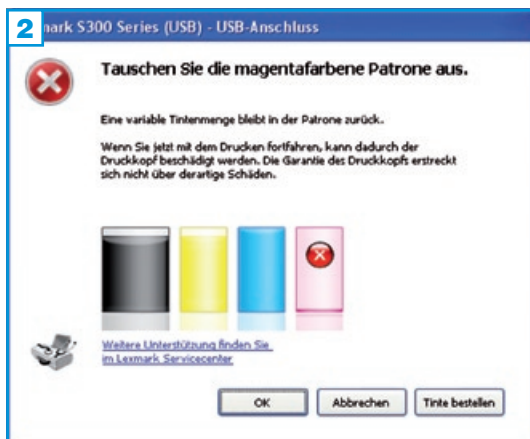 2
mark S300 Series (USB) - USB-Anschluss
Tauschen Sie die magentafarbene Patrone aus.
Eine variable Tintenmenge bleibt in der Patrone zurück.
Wenn Sie jetzt mit dem Drucken fortfahren, kann dadurch der
Druckkopf beschädigt werden. Die Garantie des Druckkopfs erstreckt
sich nicht über derartige Schäden.
Weitere Unterstützung finden Sie
im Lexmark Servicecenter
OK
Abbrechen
Tinte bestellen